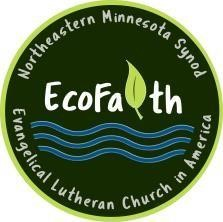 Northeastern Minnesota Synod
EcoFaith
Evangelical Lutheran Church in America